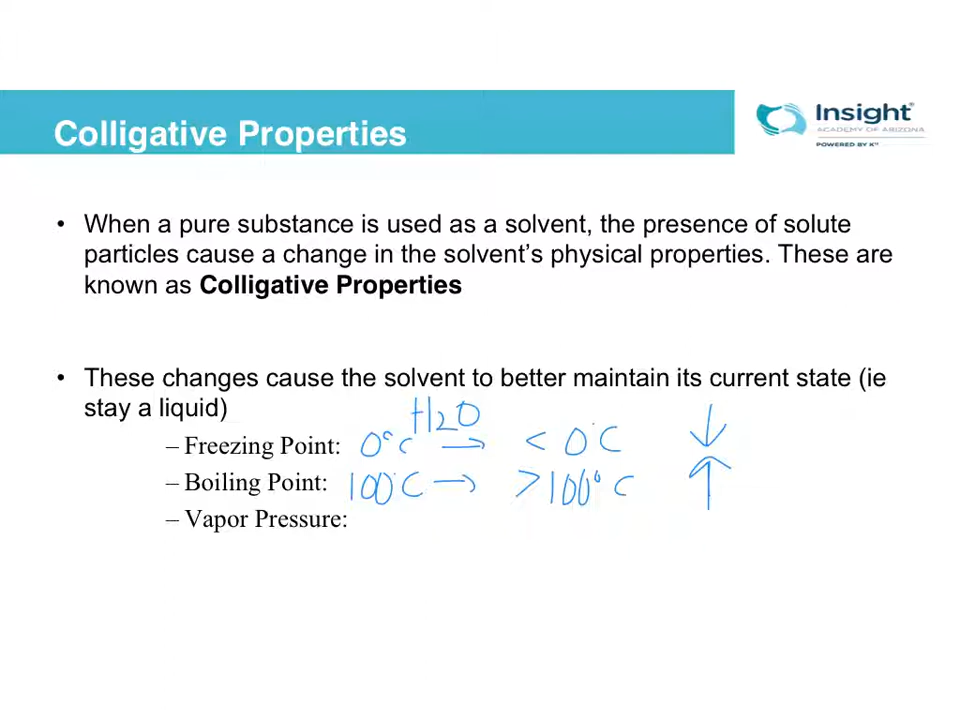 Colligative Properties
Insight®
ACADEMY OF ARIZONA
POWERED BY K¹²
• When a pure substance is used as a solvent, the presence of solute
particles cause a change in the solvent's physical properties. These are
known as Colligative Properties
• These changes cause the solvent to better maintain its current state (ie
stay a liquid)
H2O
– Freezing Point: 0°C → < 0°C ↓
– Boiling Point: 100°C → >100°C ↑
– Vapor Pressure: